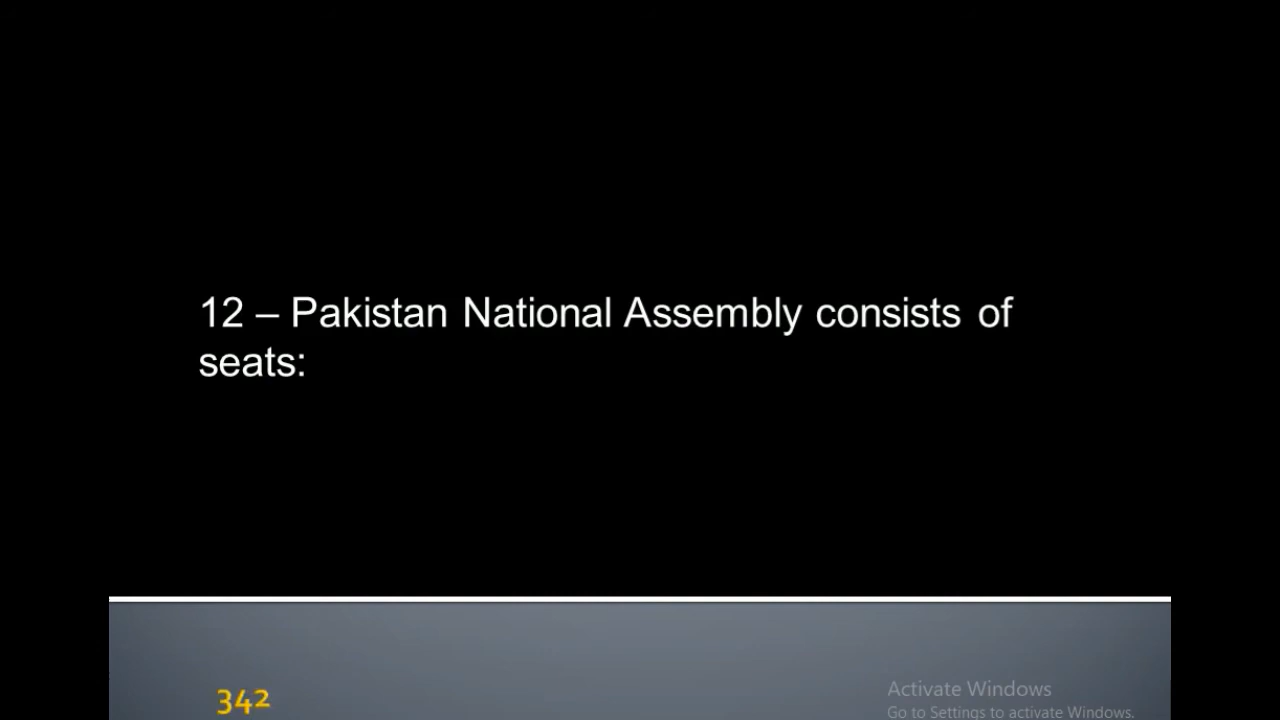 12 – Pakistan National Assembly consists of
seats:
342
Activate Windows
Go to Settings to activate Windows.